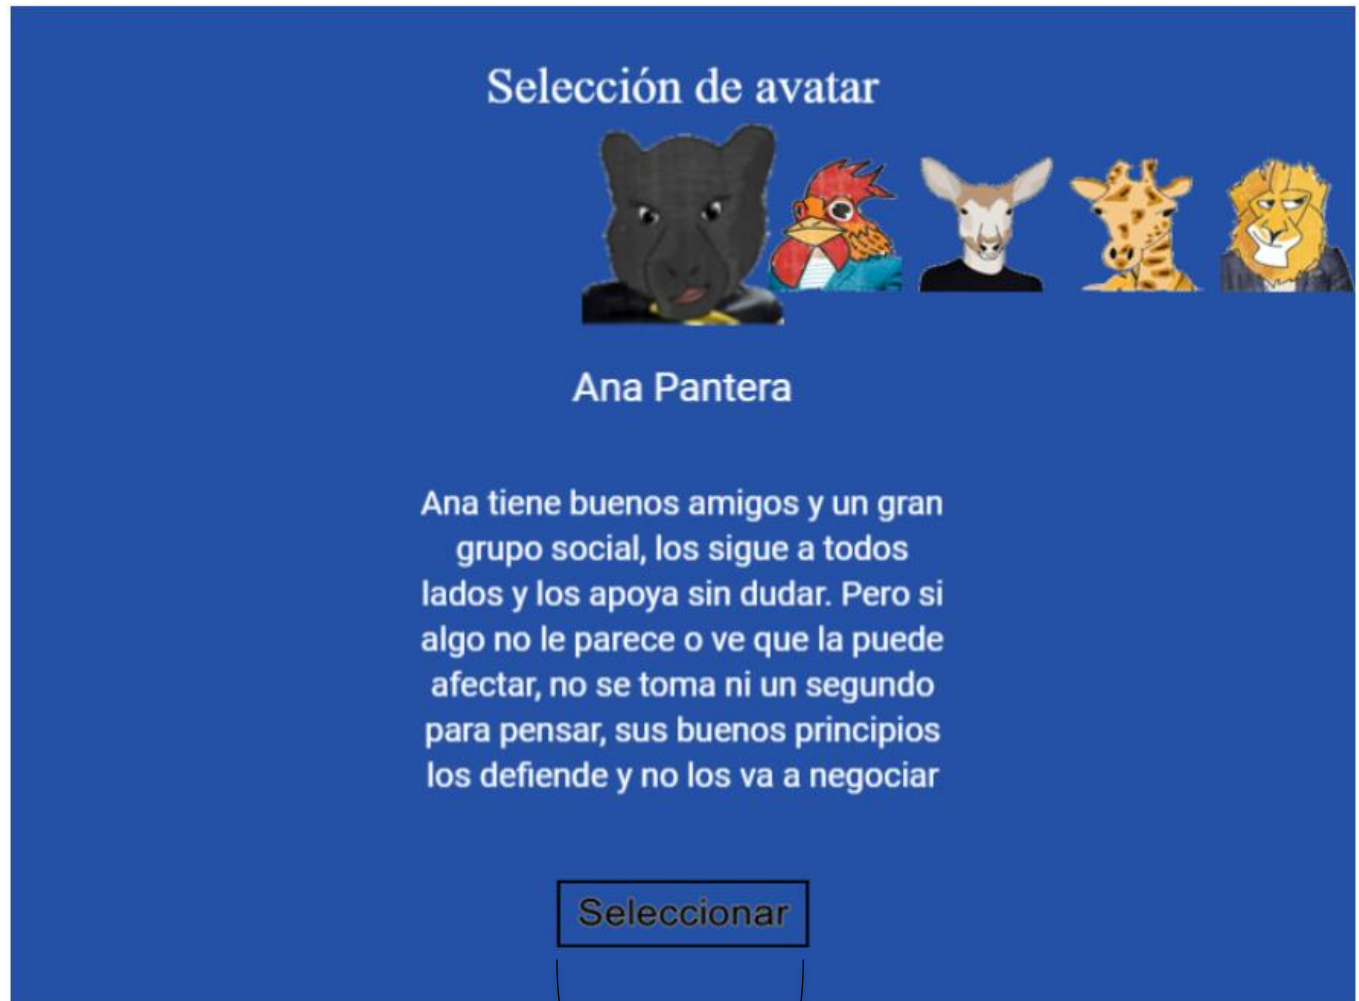 Selección de avatar
Ana Pantera
Ana tiene buenos amigos y un gran
grupo social, los sigue a todos
lados y los apoya sin dudar. Pero si
algo no le parece o ve que la puede
afectar, no se toma ni un segundo
para pensar, sus buenos principios
los defiende y no los va a negociar
Seleccionar